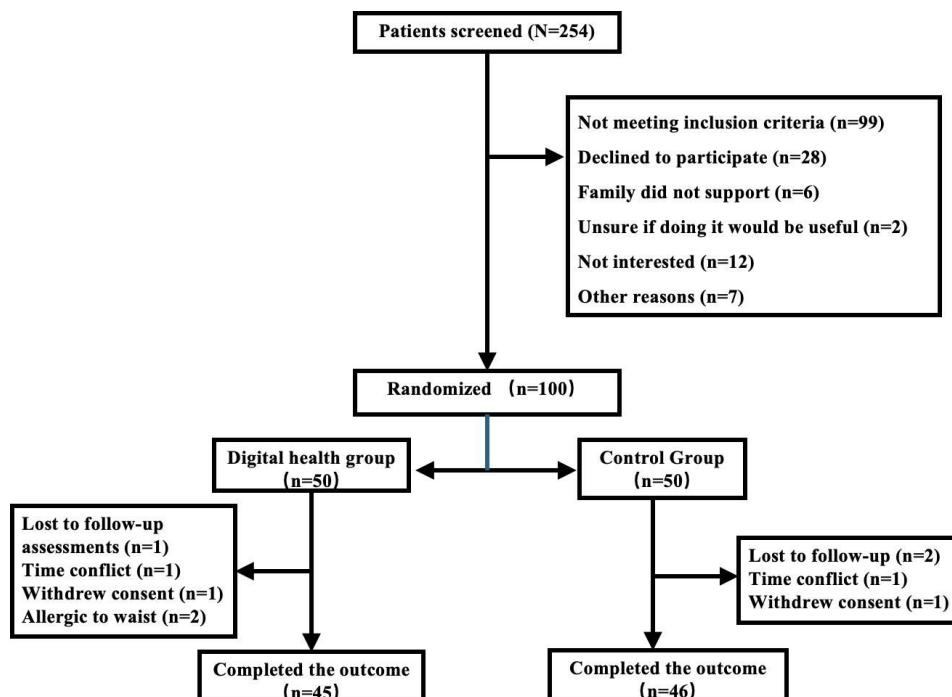 Patients screened (N=254)
Not meeting inclusion criteria (n=99)
Declined to participate (n=28)
Family did not support (n=6)
Unsure if doing it would be useful (n=2)
Not interested (n=12)
Other reasons (n=7)
Randomized （n=100)
Digital health group
(n=50)
Control Group
(n=50)
Lost to follow-up
assessments (n=1)
Time conflict (n=1)
Withdrew consent (n=1)
Allergic to waist (n=2)
Lost to follow-up (n=2)
Time conflict (n=1)
Withdrew consent (n=1)
Completed the outcome
(n=45)
Completed the outcome
(n=46)